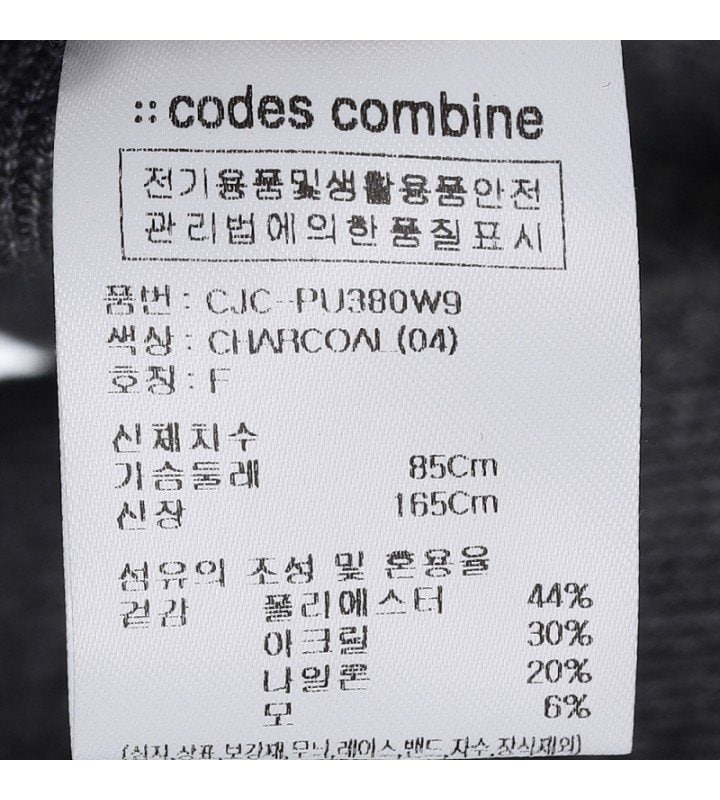 codes combine
전기용품및생활용품안전
관리법에의한품질표시
품번 : CJC-PU380W9
색상 : CHARCOAL (04)
호칭 : F
신체치수
가슴둘레 85Cm
신장 165Cm
섬유의 조성 및 혼용율
겉감 폴리에스터 44%
아크릴 30%
나일론 20%
모 6%
(심지,상표,보강재,무늬,레이스,밴드,자수,장식제외)